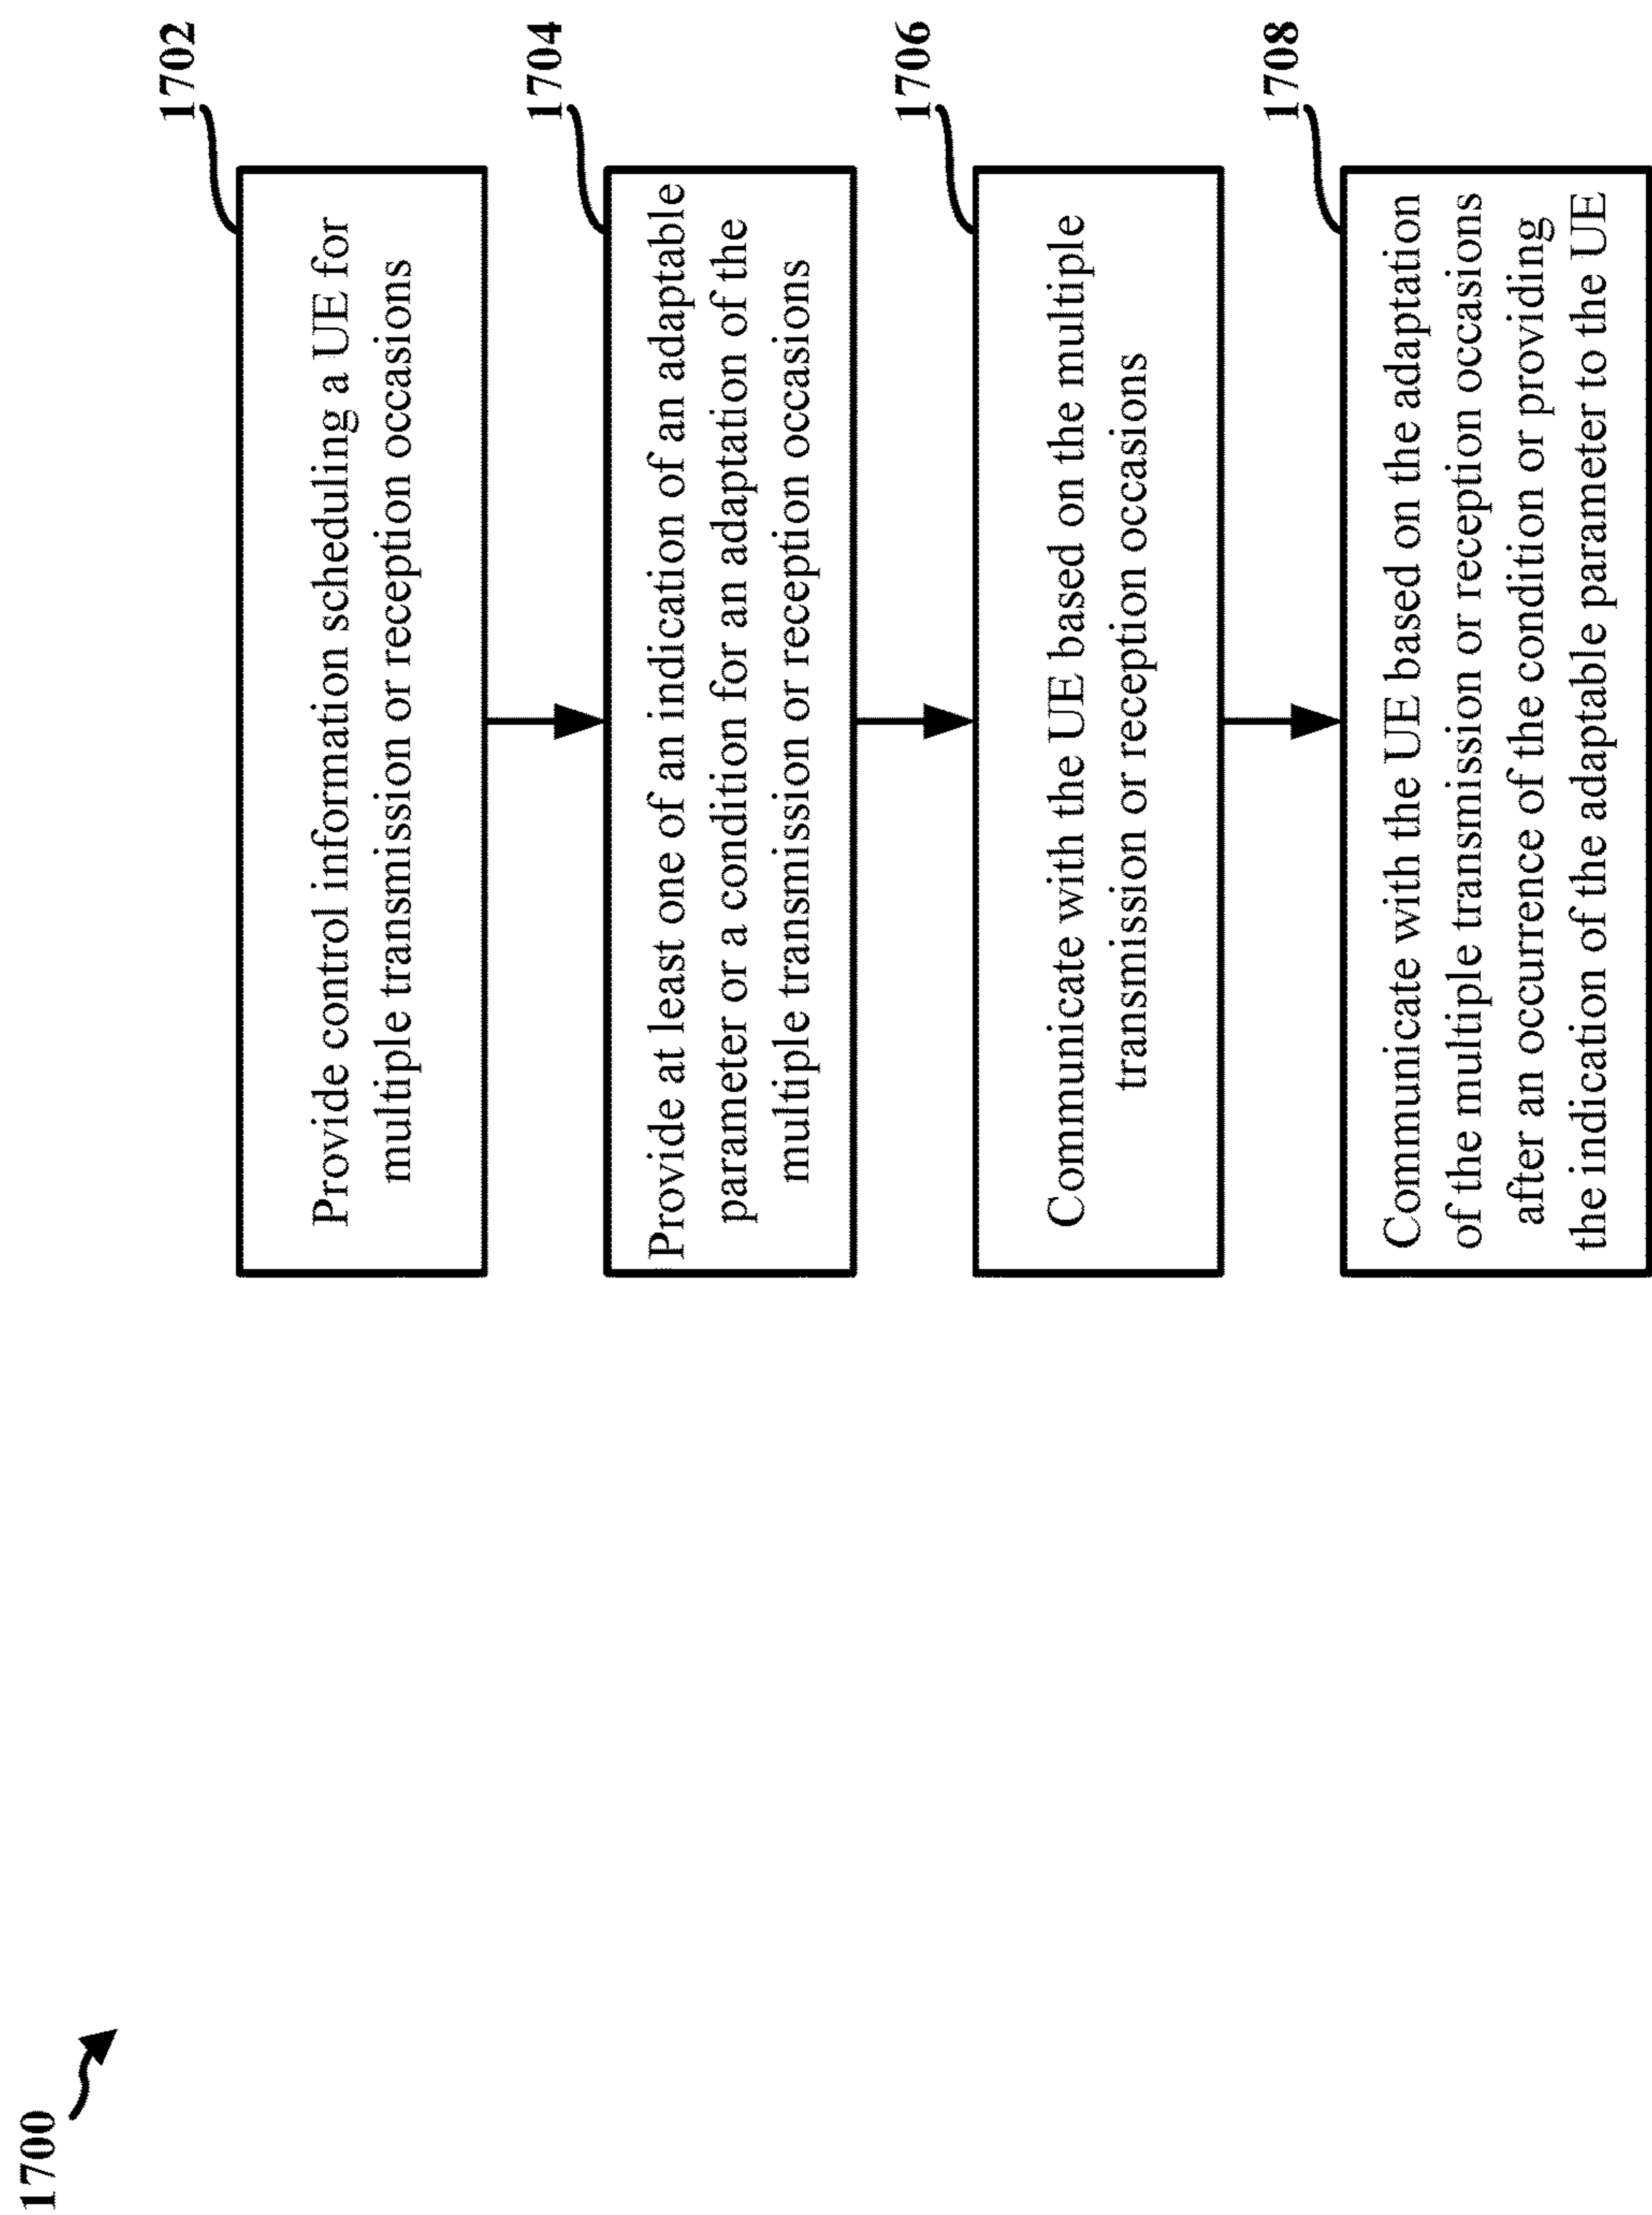 1700
1702
Provide control information scheduling a UE for
multiple transmission or reception occasions
1704
Provide at least one of an indication of an adaptable
parameter or a condition for an adaptation of the
multiple transmission or reception occasions
1706
Communicate with the UE based on the multiple
transmission or reception occasions
1708
Communicate with the UE based on the adaptation
of the multiple transmission or reception occasions
after an occurrence of the condition or providing
the indication of the adaptable parameter to the UE